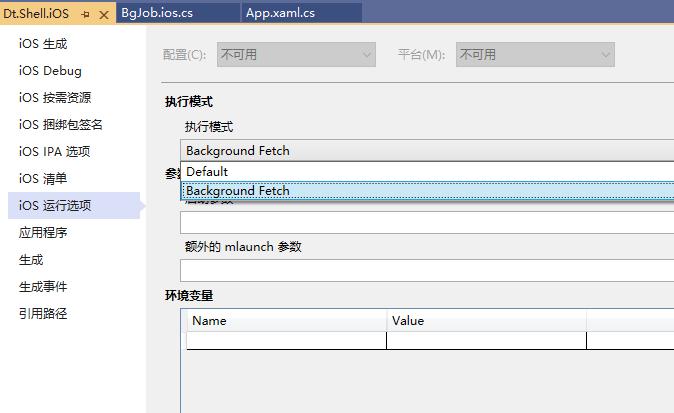 Dt.Shell.iOS
BgJob.ios.cs
App.xaml.cs
iOS 生成
iOS Debug
iOS 按需资源
iOS 捆绑包签名
iOS IPA 选项
iOS 清单
iOS 运行选项
应用程序
生成
生成事件
引用路径
配置(C): 不可用 平台(M): 不可用
执行模式
执行模式
Background Fetch
Default
Background Fetch
额外的 mlaunch 参数
环境变量
Name Value